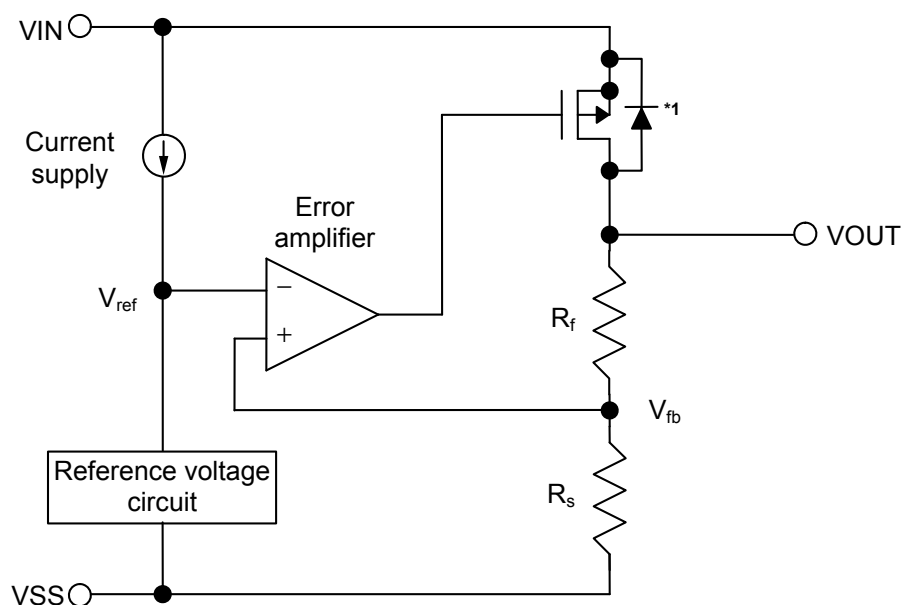 VIN
*1
Current
supply
Error
amplifier
VOUT
Vref
−
+
Rf
Vfb
Reference voltage
circuit
Rs
VSS